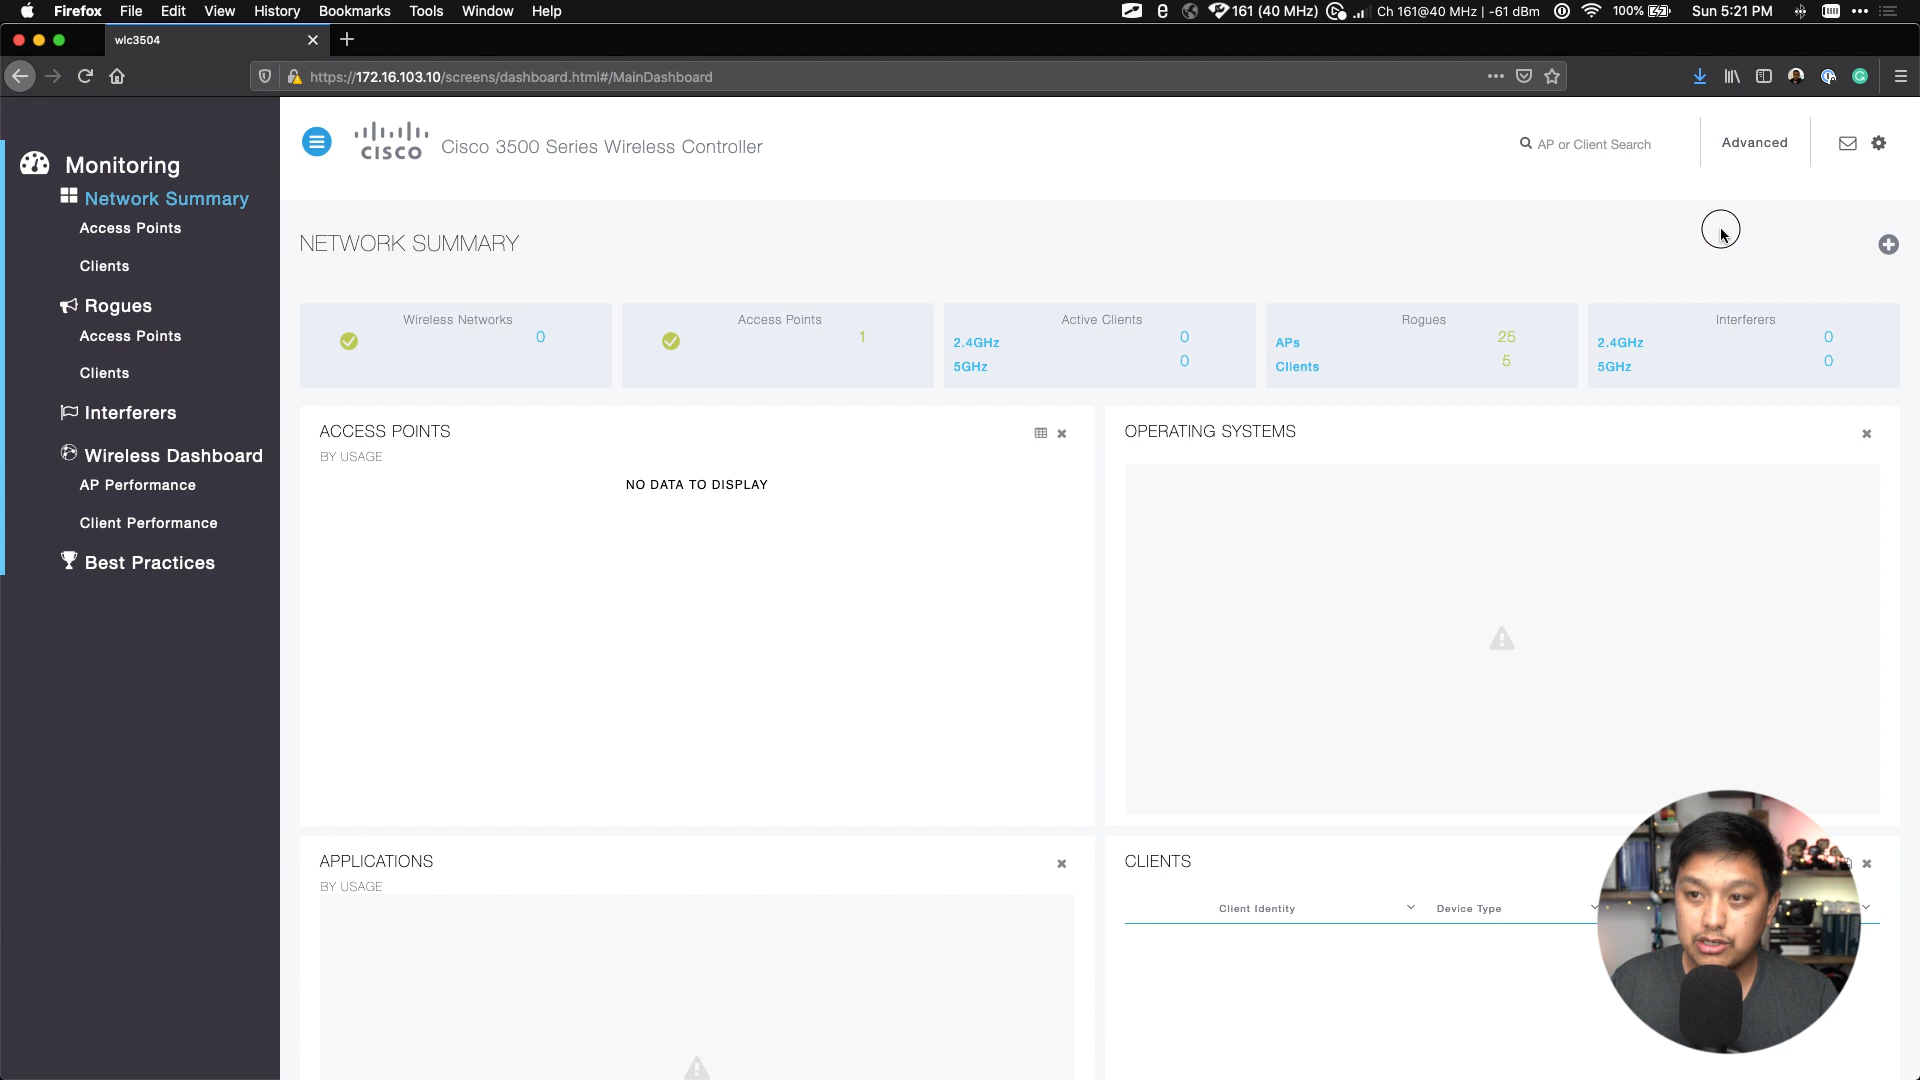 Firefox File Edit View History Bookmarks Tools Window Help
161 (40 MHz) Ch 161@40 MHz | -61 dBm 100% Sun 5:21 PM
wlc3504
https://172.16.103.10/screens/dashboard.html#/MainDashboard
Monitoring
Network Summary
Access Points
Clients
Rogues
Access Points
Clients
Interferers
Wireless Dashboard
AP Performance
Client Performance
Best Practices
cisco Cisco 3500 Series Wireless Controller
AP or Client Search
Advanced
NETWORK SUMMARY
Wireless Networks
0
Access Points
1
Active Clients
2.4GHz 0
5GHz 0
Rogues
APs 25
Clients 5
Interferers
2.4GHz 0
5GHz 0
ACCESS POINTS
BY USAGE
NO DATA TO DISPLAY
OPERATING SYSTEMS
APPLICATIONS
BY USAGE
CLIENTS
Client Identity Device Type